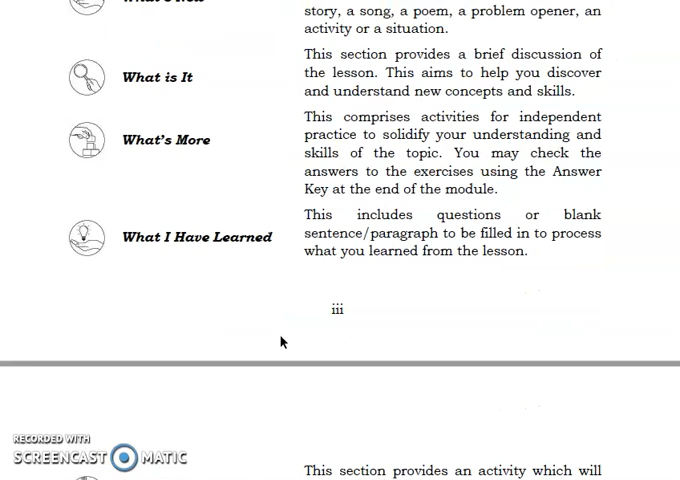 story, a song, a poem, a problem opener, an
activity or a situation.
What is It
This section provides a brief discussion of
the lesson. This aims to help you discover
and understand new concepts and skills.
What's More
This comprises activities for independent
practice to solidify your understanding and
skills of the topic. You may check the
answers to the exercises using the Answer
Key at the end of the module.
What I Have Learned
This includes questions or blank
sentence/paragraph to be filled in to process
what you learned from the lesson.
iii
RECORDED WITH
SCREENCAST MATIC
This section provides an activity which will